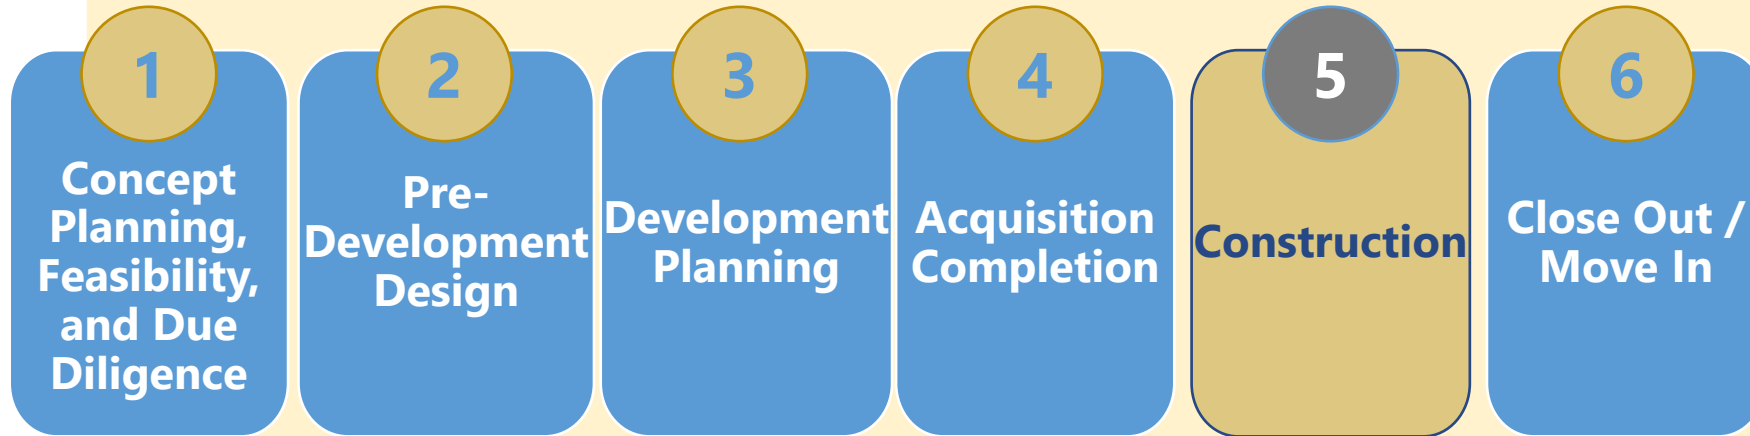 1
Concept
Planning,
Feasibility,
and Due
Diligence
2
Pre-
Development
Design
3
Development
Planning
4
Acquisition
Completion
5
Construction
6
Close Out /
Move In